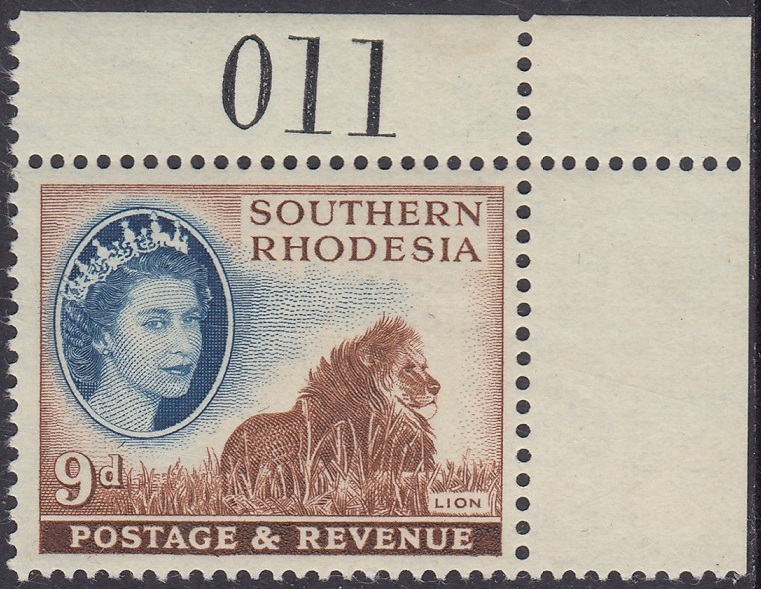 011
SOUTHERN
RHODESIA
9d
LION
POSTAGE & REVENUE